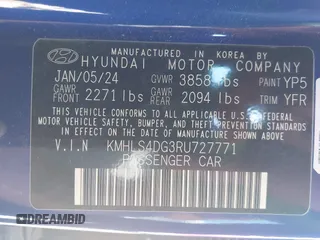 MANUFACTURED IN KOREA BY
HYUNDAI MOTOR COMPANY
JAN/05/24 GVWR 3858 lbs PAINT YP5
GAWR FRONT 2271 lbs GAWR REAR 2094 lbs TRIM YFR
THIS VEHICLE CONFORMS TO ALL APPLICABLE FEDERAL
MOTOR VEHICLE SAFETY, BUMPER, AND THEFT
PREVENTION STANDARDS IN EFFECT ON THE DATE OF
MANUFACTURE SHOWN ABOVE.
V.I.N KMHLS4DG3RU727771
PASSENGER CAR
DREAMBID